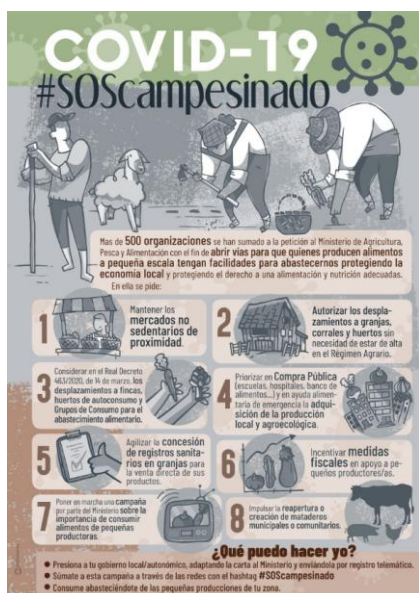 COVID-19
#SOScampesinado
Mas de 500 organizaciones se han sumado a la petición al Ministerio de Agricultura,
Pesca y Alimentación con el fin de abrir vías para que quienes producen alimentos
a pequeña escala tengan facilidades para abastecernos protegiendo la
economía local y protegiendo el derecho a una alimentación y nutrición adecuadas.
En ella se pide:
1
Mantener los
mercados no
sedentarios de
proximidad.
2
Autorizar los despla-
zamientos a granjas,
corrales y huertos sin
necesidad de estar de alta
en el Régimen Agrario.
3
Considerar en el Real Decreto
463/2020, de 14 de marzo, los
desplazamientos a fincas,
huertos de autoconsumo y
Grupos de Consumo para el
abastecimiento alimentario.
4
Priorizar en Compra Pública
(escuelas, hospitales, banco de
alimentos...) y en ayuda alimen-
taria de emergencia la adqui-
sición de la producción
local y agroecológica.
5
Agilizar la concesión
de registros sanita-
rios en granjas para
la venta directa de sus
productos.
6
Incentivar medidas
fiscales en apoyo a pe-
queños productores/as.
7
Poner en marcha una campaña
por parte del Ministerio sobre la
importancia de consumir
alimentos de pequeñas
productoras.
8
Impulsar la reapertura o
creación de mataderos
municipales o comunitarios.
¿Qué puedo hacer yo?
● Presiona a tu gobierno local/autonómico, adaptando la carta al Ministerio y enviándola por registro telemático.
● Súmate a esta campaña a través de las redes con el hashtag #SOScampesinado
● Consume abasteciéndote de las pequeñas producciones de tu zona.